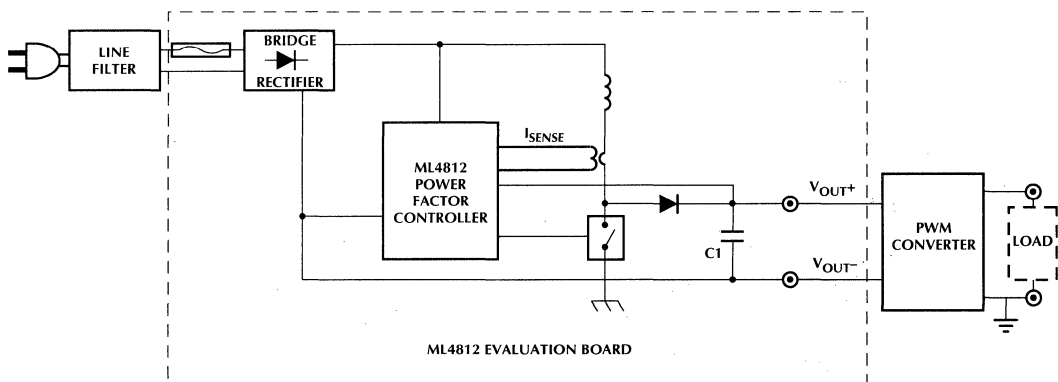 LINE
FILTER
BRIDGE
RECTIFIER
ML4812
POWER
FACTOR
CONTROLLER
ISENSE
C1
VOUT+
VOUT−
PWM
CONVERTER
LOAD
ML4812 EVALUATION BOARD